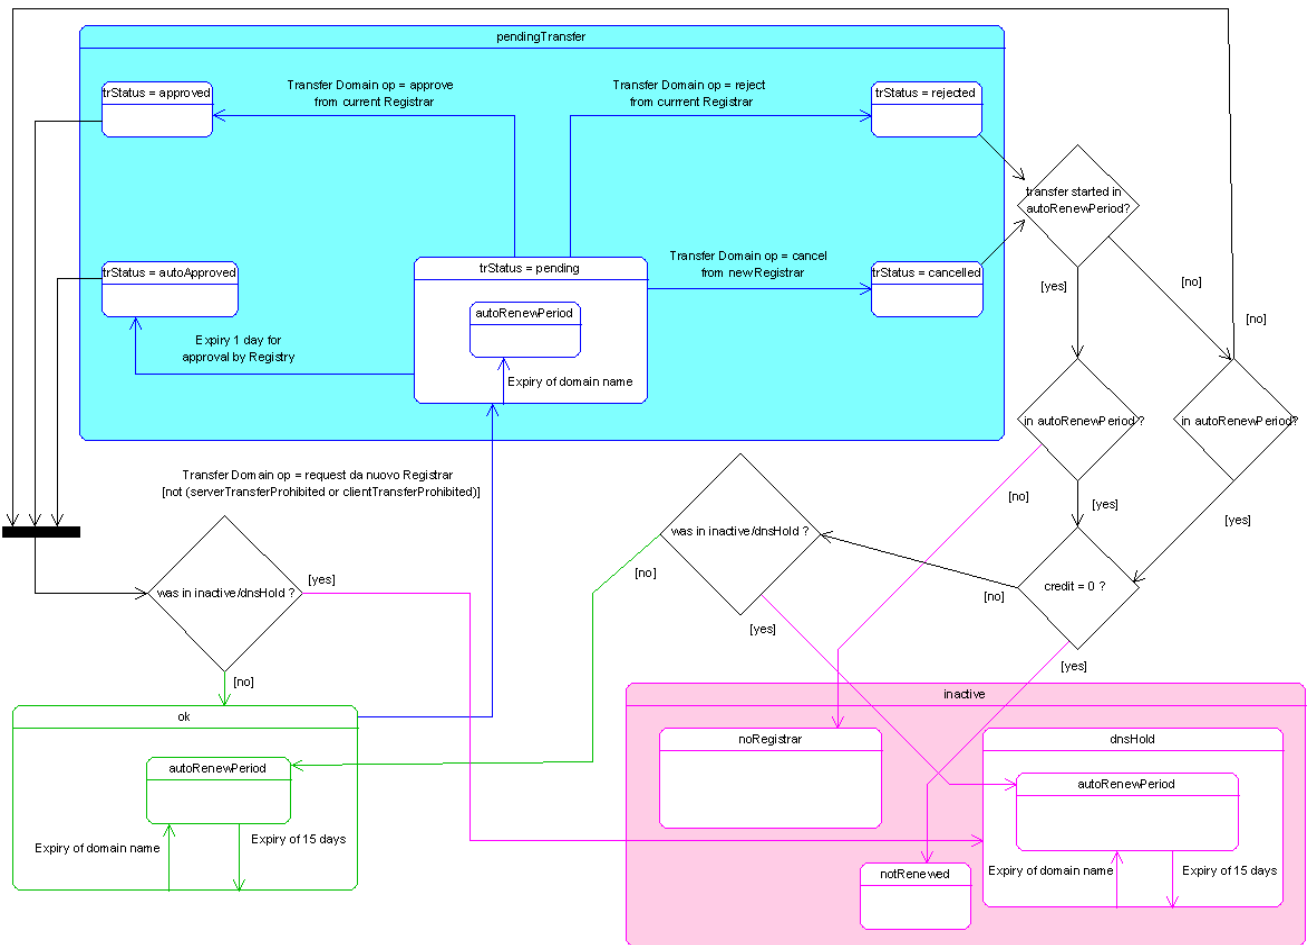 pendingTransfer
trStatus = approved
Transfer Domain op = approve
from current Registrar
Transfer Domain op = reject
from currrent Registrar
trStatus = rejected
transfer started in
autoRenewPeriod?
trStatus = autoApproved
trStatus = pending
Transfer Domain op = cancel
from new Registrar
trStatus = cancelled
[yes]
[no]
[no]
autoRenewPeriod
Expiry 1 day for
approval by Registry
Expiry of domain name
in autoRenewPeriod ?
in autoRenewPeriod?
Transfer Domain op = request da nuovo Registrar
[not (serverTransferProhibited or clientTransferProhibited)]
[no]
[yes]
[yes]
was in inactive/dnsHold ?
[no]
[yes]
was in inactive/dnsHold ?
credit = 0 ?
[no]
[yes]
[yes]
[no]
inactive
ok
noRegistrar
dnsHold
autoRenewPeriod
autoRenewPeriod
Expiry of domain name
Expiry of 15 days
notRenewed
Expiry of domain name
Expiry of 15 days